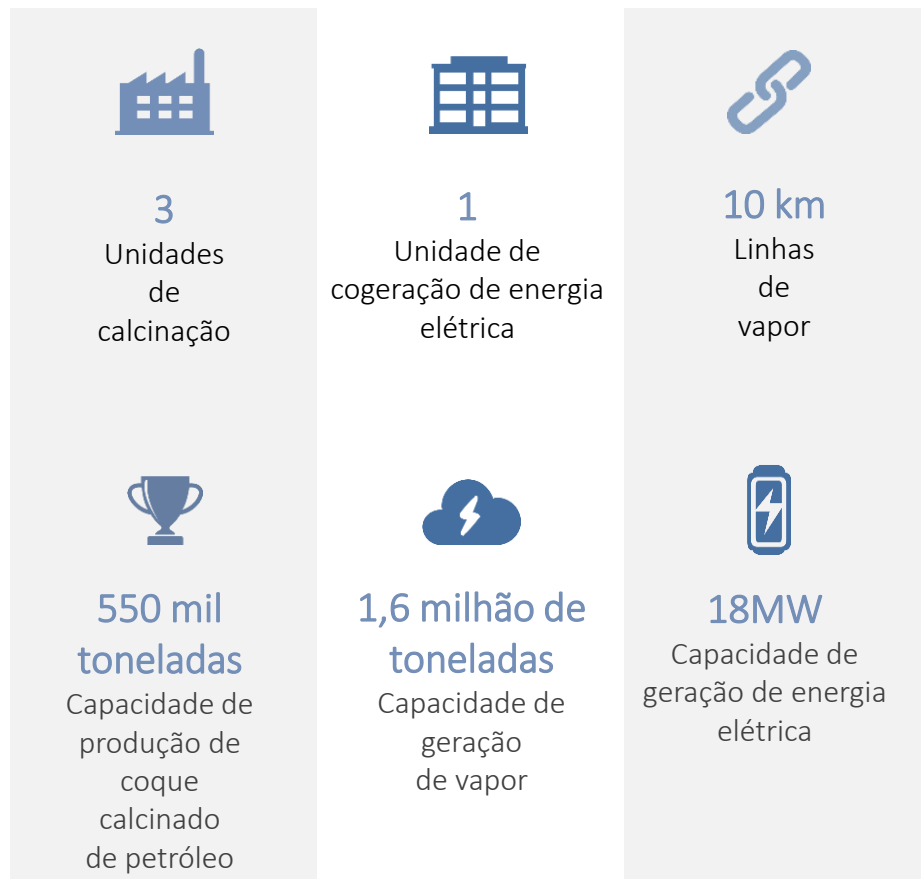 3
Unidades
de
calcinação
1
Unidade de
cogeração de energia
elétrica
10 km
Linhas
de
vapor
550 mil
toneladas
Capacidade de
produção de
coque
calcinado
de petróleo
1,6 milhão de
toneladas
Capacidade de
geração
de vapor
18MW
Capacidade de
geração de energia
elétrica